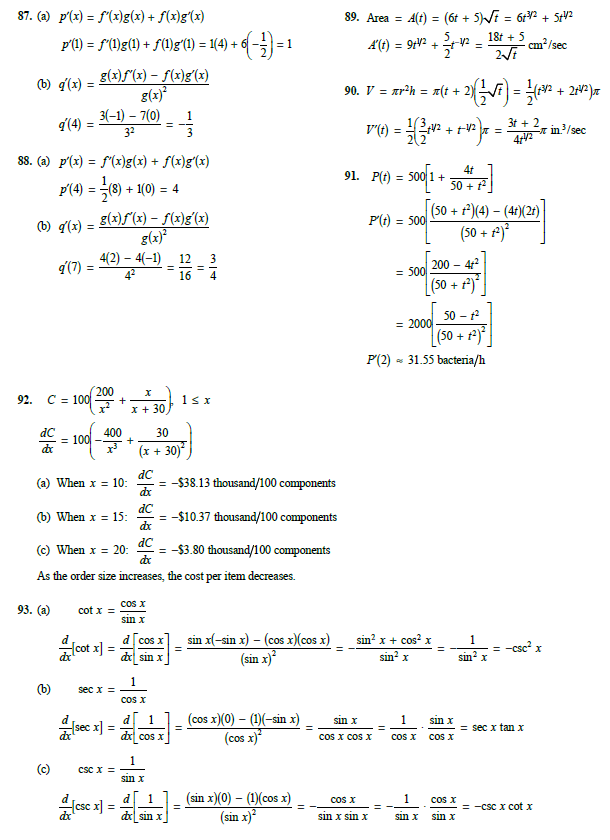 87. (a) p′(x) = f′(x)g(x) + f(x)g′(x)
p′(1) = f′(1)g(1) + f(1)g′(1) = 1(4) + 6(−1/2) = 1
(b) q′(x) = (g(x)f′(x) − f(x)g′(x))/g(x)²
q′(4) = (3(−1) − 7(0))/3² = −1/3
88. (a) p′(x) = f′(x)g(x) + f(x)g′(x)
p′(4) = 1/2(8) + 1(0) = 4
(b) q′(x) = (g(x)f′(x) − f(x)g′(x))/g(x)²
q′(7) = (4(2) − 4(−1))/4² = 12/16 = 3/4
89. Area = A(t) = (6t + 5)√t = 6t^(3/2) + 5t^(1/2)
A′(t) = 9t^(1/2) + 5/2 t^(−1/2) = (18t + 5)/(2√t) cm²/sec
90. V = πr²h = π(t + 2)(1/2 √t) = 1/2(t^(3/2) + 2t^(1/2))π
V′(t) = 1/2(3/2 t^(1/2) + t^(−1/2))π = (3t + 2)/(4t^(1/2)) π in.³/sec
91. P(t) = 500[1 + 4t/(50 + t²)]
P′(t) = 500[((50 + t²)(4) − (4t)(2t))/(50 + t²)²]
= 500[(200 − 4t²)/(50 + t²)²]
= 2000[(50 − t²)/(50 + t²)²]
P′(2) ≈ 31.55 bacteria/h
92. C = 100(200/x² + x/(x + 30)), 1 ≤ x
dC/dx = 100(−400/x³ + 30/(x + 30)²)
(a) When x = 10: dC/dx = −$38.13 thousand/100 components
(b) When x = 15: dC/dx = −$10.37 thousand/100 components
(c) When x = 20: dC/dx = −$3.80 thousand/100 components
As the order size increases, the cost per item decreases.
93. (a) cot x = cos x/sin x
d/dx[cot x] = d/dx[cos x/sin x] = (sin x(−sin x) − (cos x)(cos x))/(sin x)² = −(sin² x + cos² x)/sin² x = −1/sin² x = −csc² x
(b) sec x = 1/cos x
d/dx[sec x] = d/dx[1/cos x] = ((cos x)(0) − (1)(−sin x))/(cos x)² = sin x/(cos x cos x) = 1/cos x · sin x/cos x = sec x tan x
(c) csc x = 1/sin x
d/dx[csc x] = d/dx[1/sin x] = ((sin x)(0) − (1)(cos x))/(sin x)² = −cos x/(sin x sin x) = −1/sin x · cos x/sin x = −csc x cot x